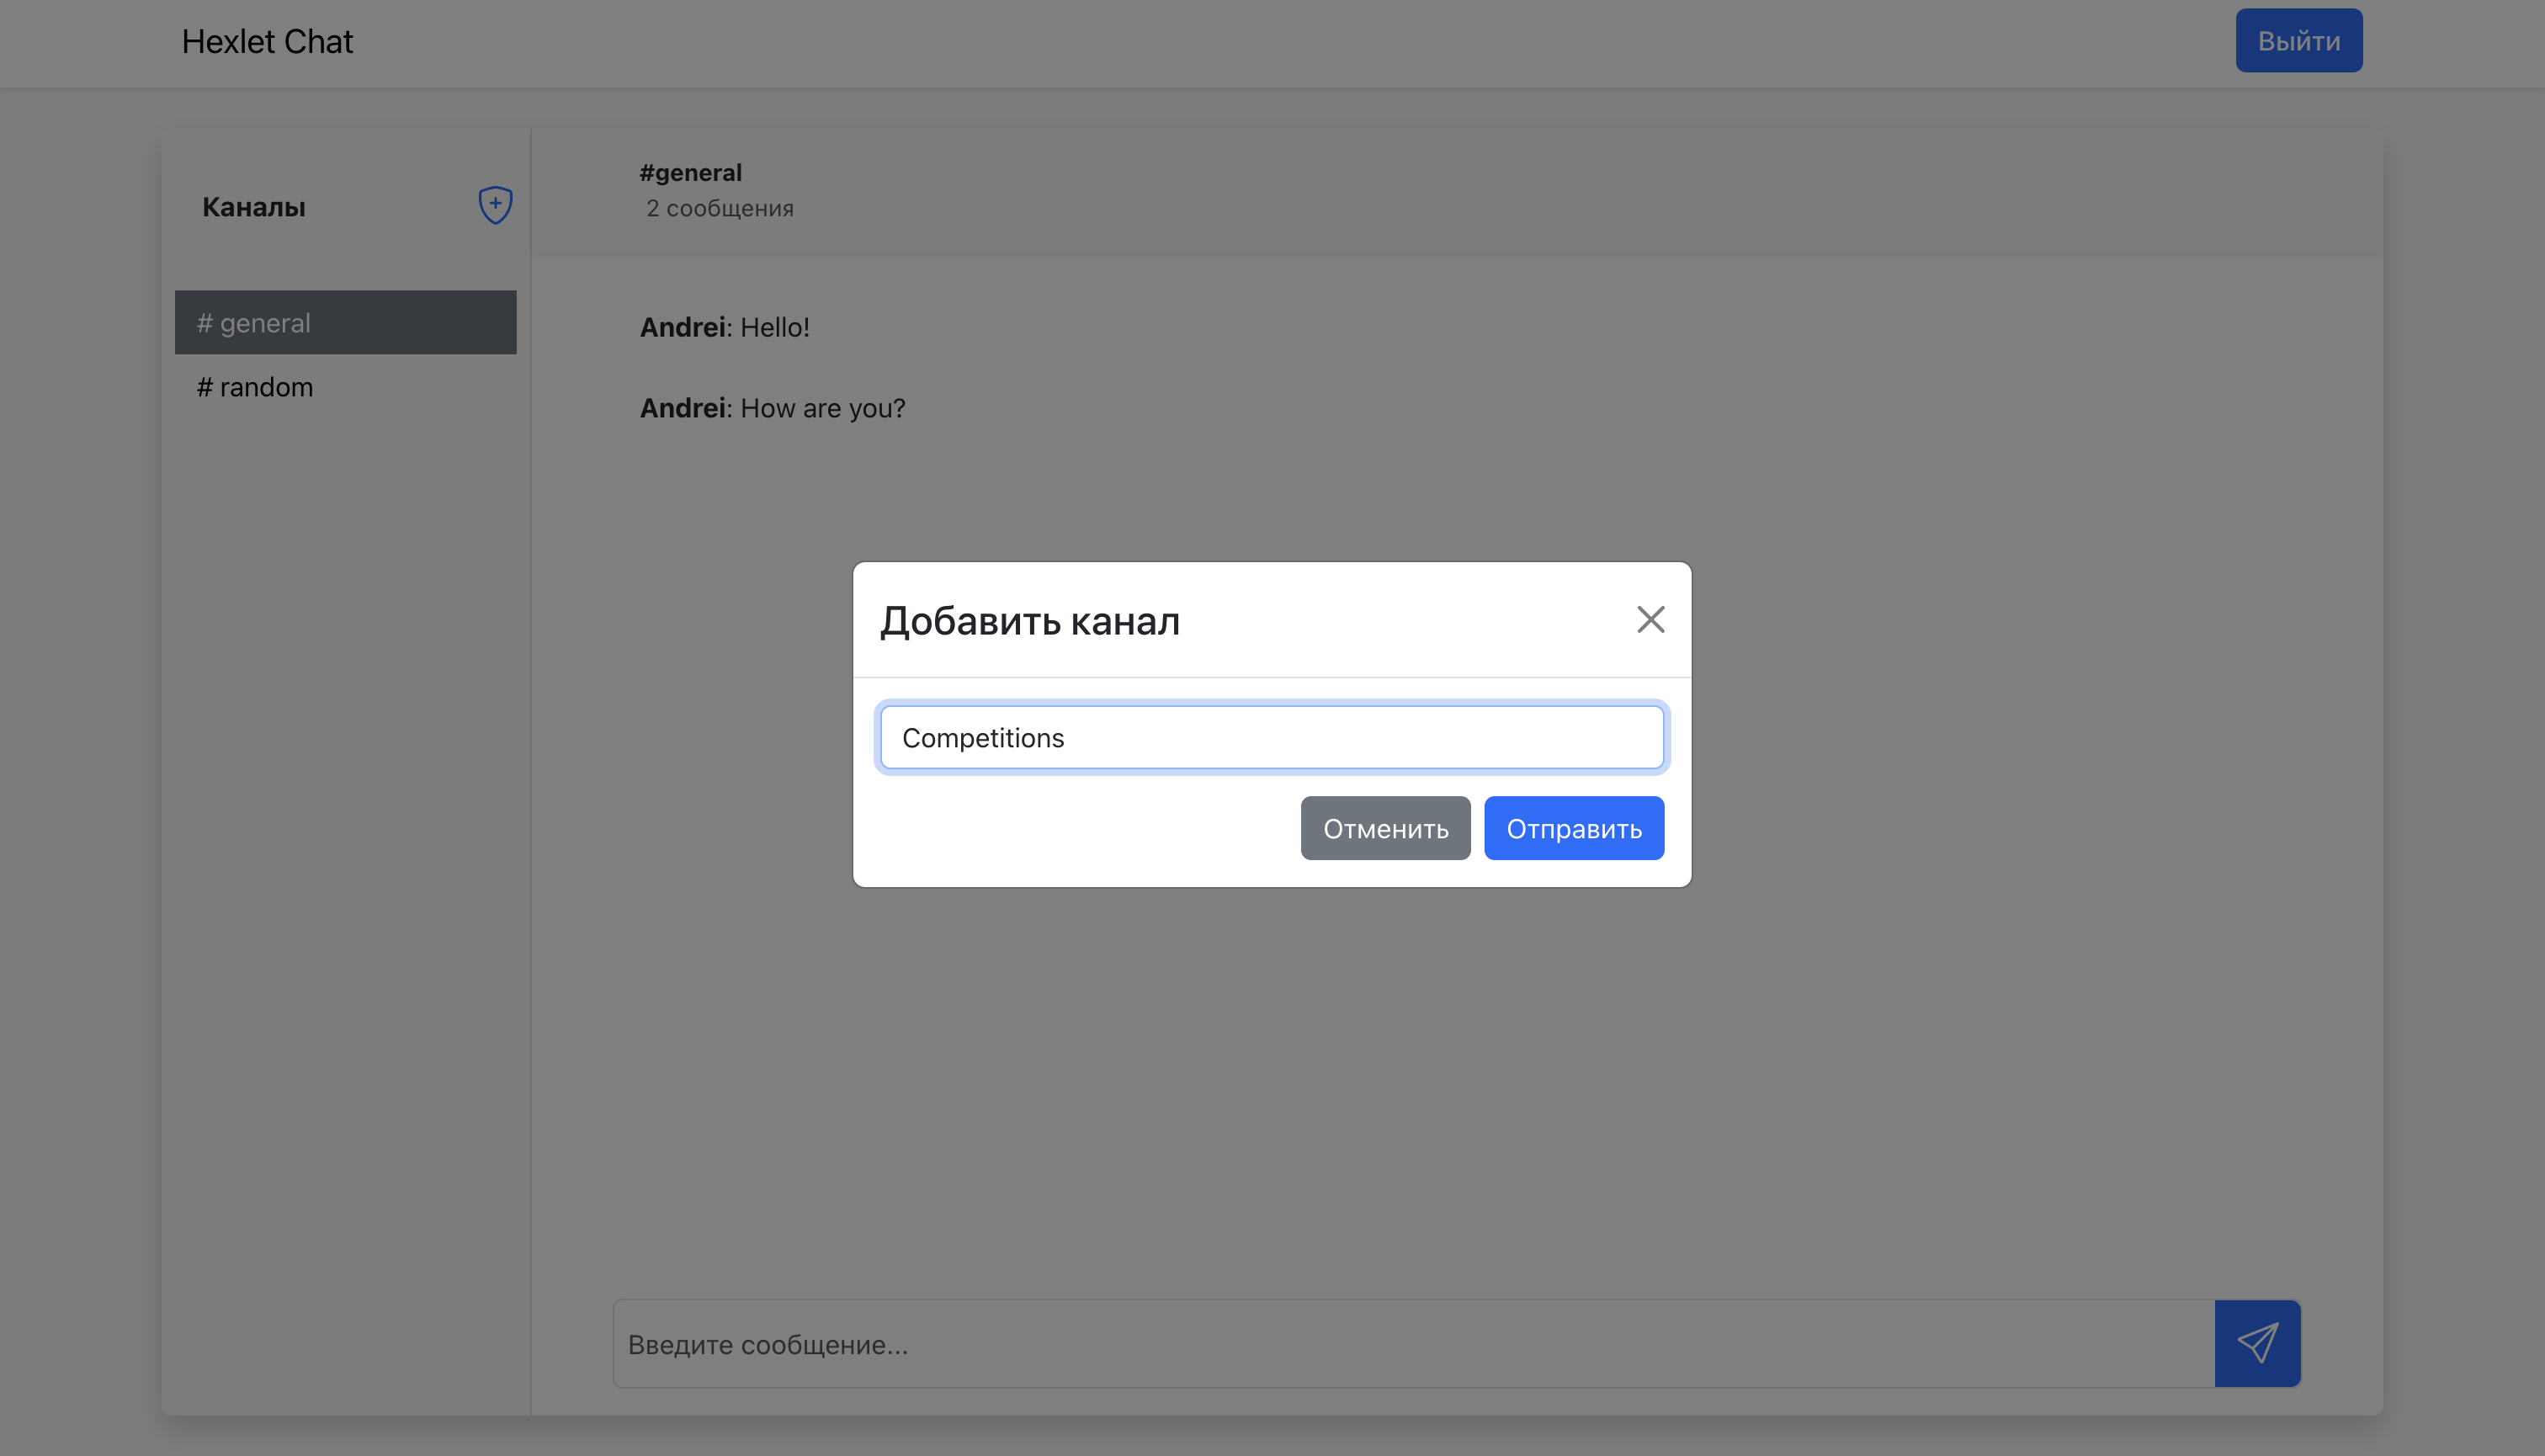 Hexlet Chat
Выйти
Каналы
# general
# random
#general
2 сообщения
Andrei: Hello!
Andrei: How are you?
Добавить канал
Competitions
Отменить
Отправить
Введите сообщение...